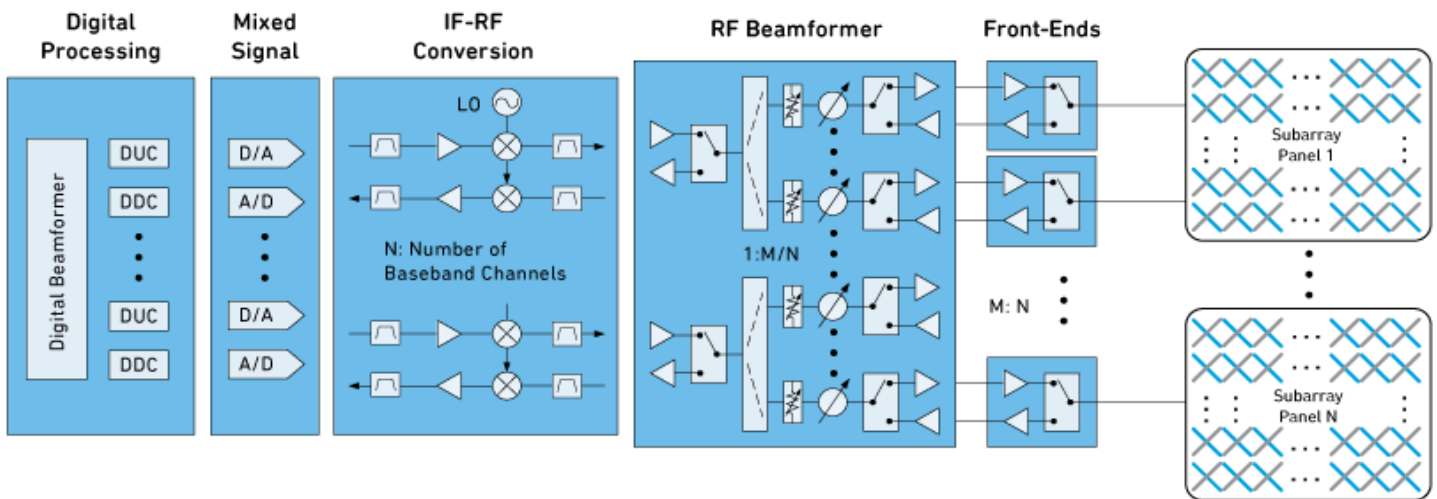 Digital
Processing
Mixed
Signal
IF-RF
Conversion
RF Beamformer
Front-Ends
Digital Beamformer
DUC
DDC
DUC
DDC
D/A
A/D
D/A
A/D
LO
N: Number of
Baseband Channels
1:M/N
M: N
Subarray
Panel 1
Subarray
Panel N